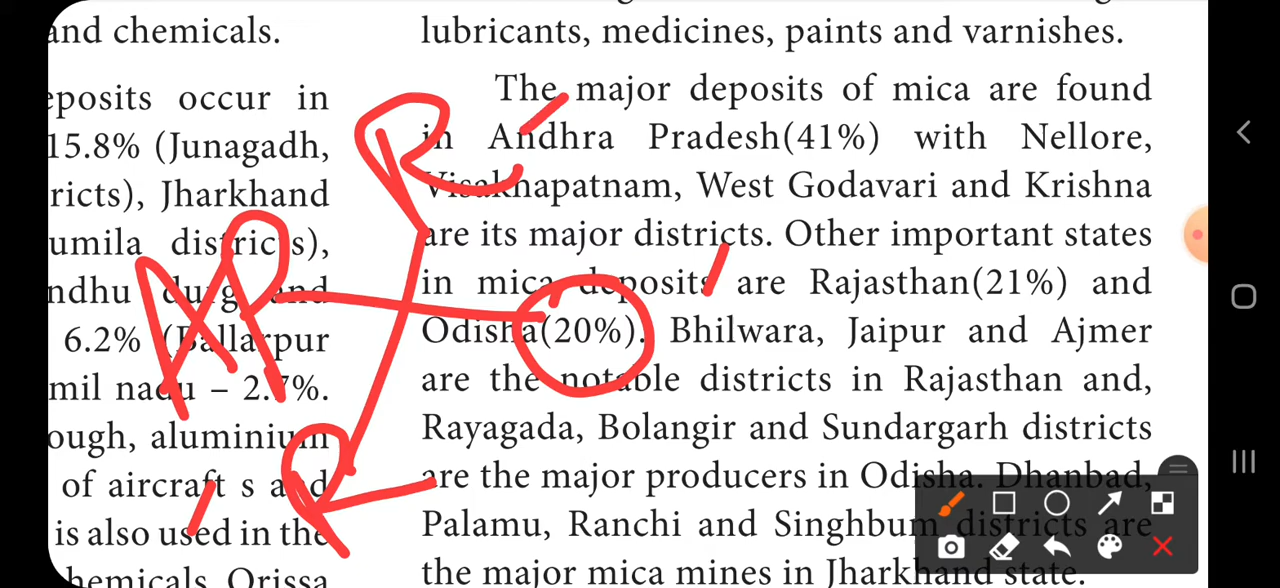 and chemicals.
eposits occur in
15.8% (Junagadh,
ricts), Jharkhand
umila districts),
ndhu durg and
6.2% (Ballarpur
mil nadu – 2.7%.
ough, aluminium
of aircraft s and
is also used in the
hemicals. Orissa
lubricants, medicines, paints and varnishes.
The major deposits of mica are found
in Andhra Pradesh(41%) with Nellore,
Visakhapatnam, West Godavari and Krishna
are its major districts. Other important states
in mica deposits are Rajasthan(21%) and
Odisha(20%). Bhilwara, Jaipur and Ajmer
are the notable districts in Rajasthan and,
Rayagada, Bolangir and Sundargarh districts
are the major producers in Odisha. Dhanbad,
Palamu, Ranchi and Singhbum districts are
the major mica mines in Jharkhand state.
R
AP
R